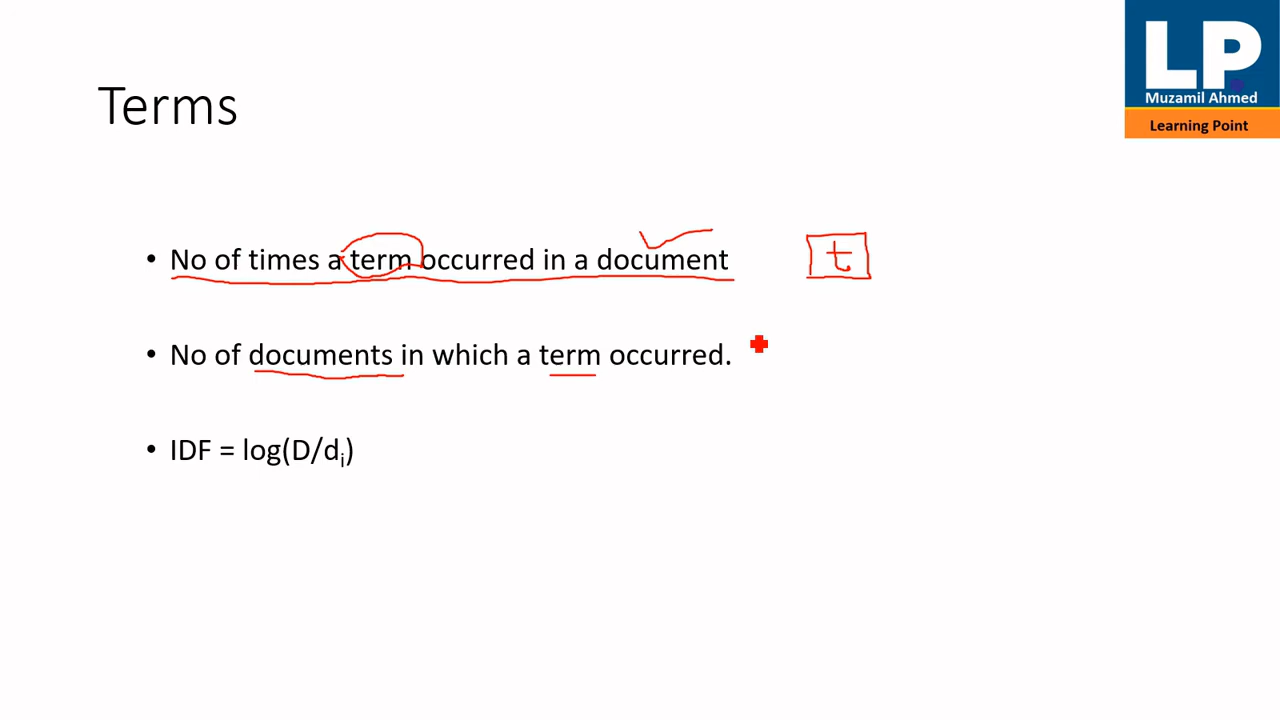 LP.
Muzamil Ahmed
Learning Point
Terms
• No of times a term occurred in a document t
• No of documents in which a term occurred.
• IDF = log(D/dᵢ)